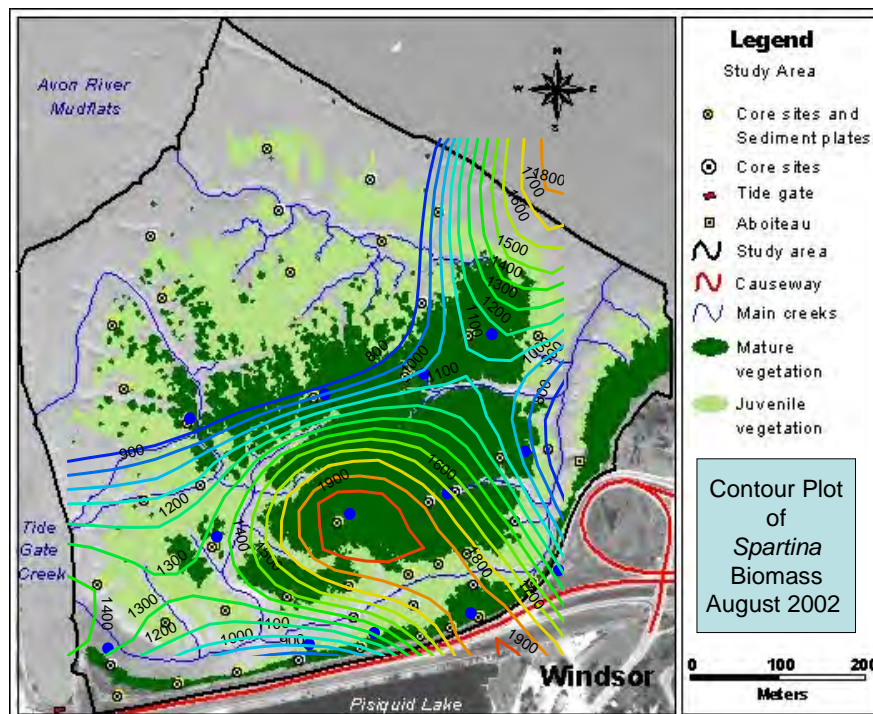 Avon River
Mudflats
N
W E
S
1800
1700
1600
1500
1400
1300
1200
1100
800
1000
1100
900
900
1200
1900
1600
1400
1300
1300
1400
1200
1100
1000
900
1800
1900
Tide
Gate
Creek
Windsor
Pisiquid Lake
Legend
Study Area
Core sites and
Sediment plates
Core sites
Tide gate
Aboiteau
Study area
Causeway
Main creeks
Mature
vegetation
Juvenile
vegetation
Contour Plot
of
Spartina
Biomass
August 2002
0 100 200
Meters